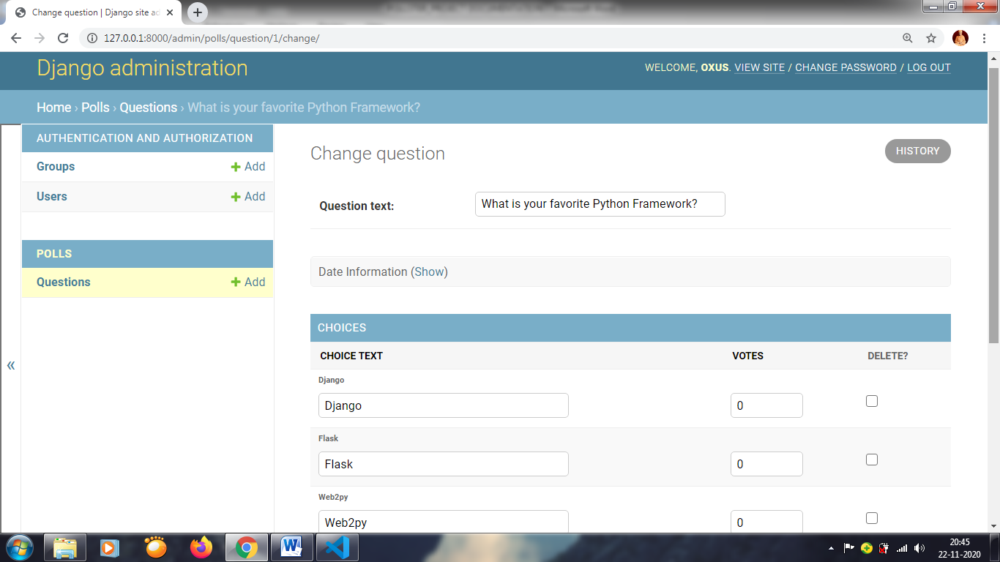 Change question | Django site ad
127.0.0.1:8000/admin/polls/question/1/change/
Django administration
WELCOME, OXUS. VIEW SITE / CHANGE PASSWORD / LOG OUT
Home › Polls › Questions › What is your favorite Python Framework?
AUTHENTICATION AND AUTHORIZATION
Groups + Add
Users + Add
POLLS
Questions + Add
«
Change question
HISTORY
Question text: What is your favorite Python Framework?
Date Information (Show)
CHOICES
CHOICE TEXT VOTES DELETE?
Django
Django 0
Flask
Flask 0
Web2py
Web2py 0
20:45
22-11-2020